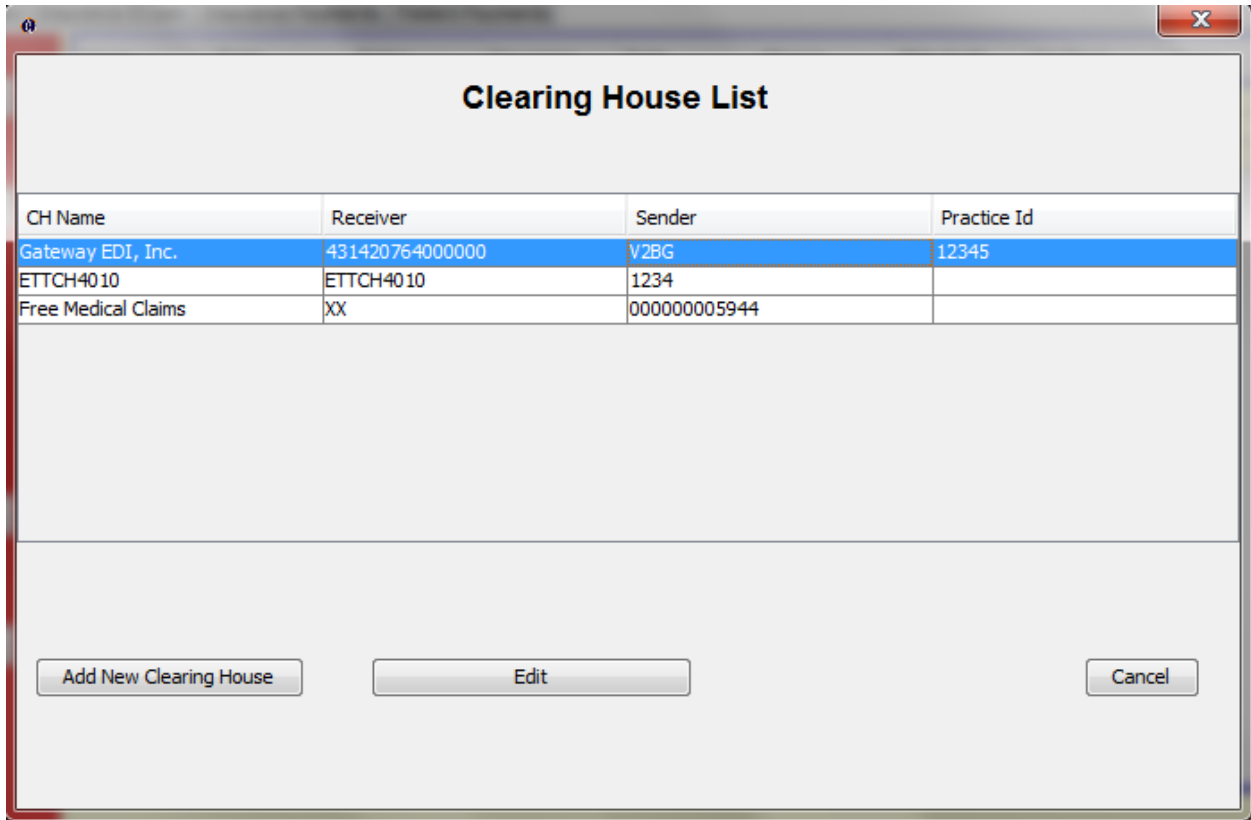 Clearing House List
CH Name Receiver Sender Practice Id
Gateway EDI, Inc. 431420764000000 V2BG 12345
ETTCH4010 ETTCH4010 1234
Free Medical Claims XX 000000005944
Add New Clearing House Edit Cancel